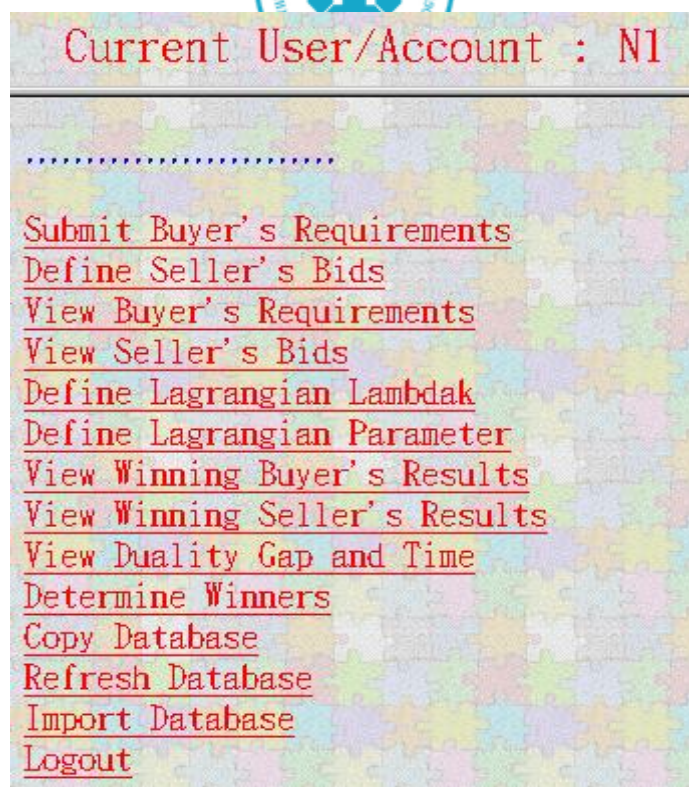 Current User/Account : N1
..........................
Submit Buyer's Requirements
Define Seller's Bids
View Buyer's Requirements
View Seller's Bids
Define Lagrangian Lambdak
Define Lagrangian Parameter
View Winning Buyer's Results
View Winning Seller's Results
View Duality Gap and Time
Determine Winners
Copy Database
Refresh Database
Import Database
Logout